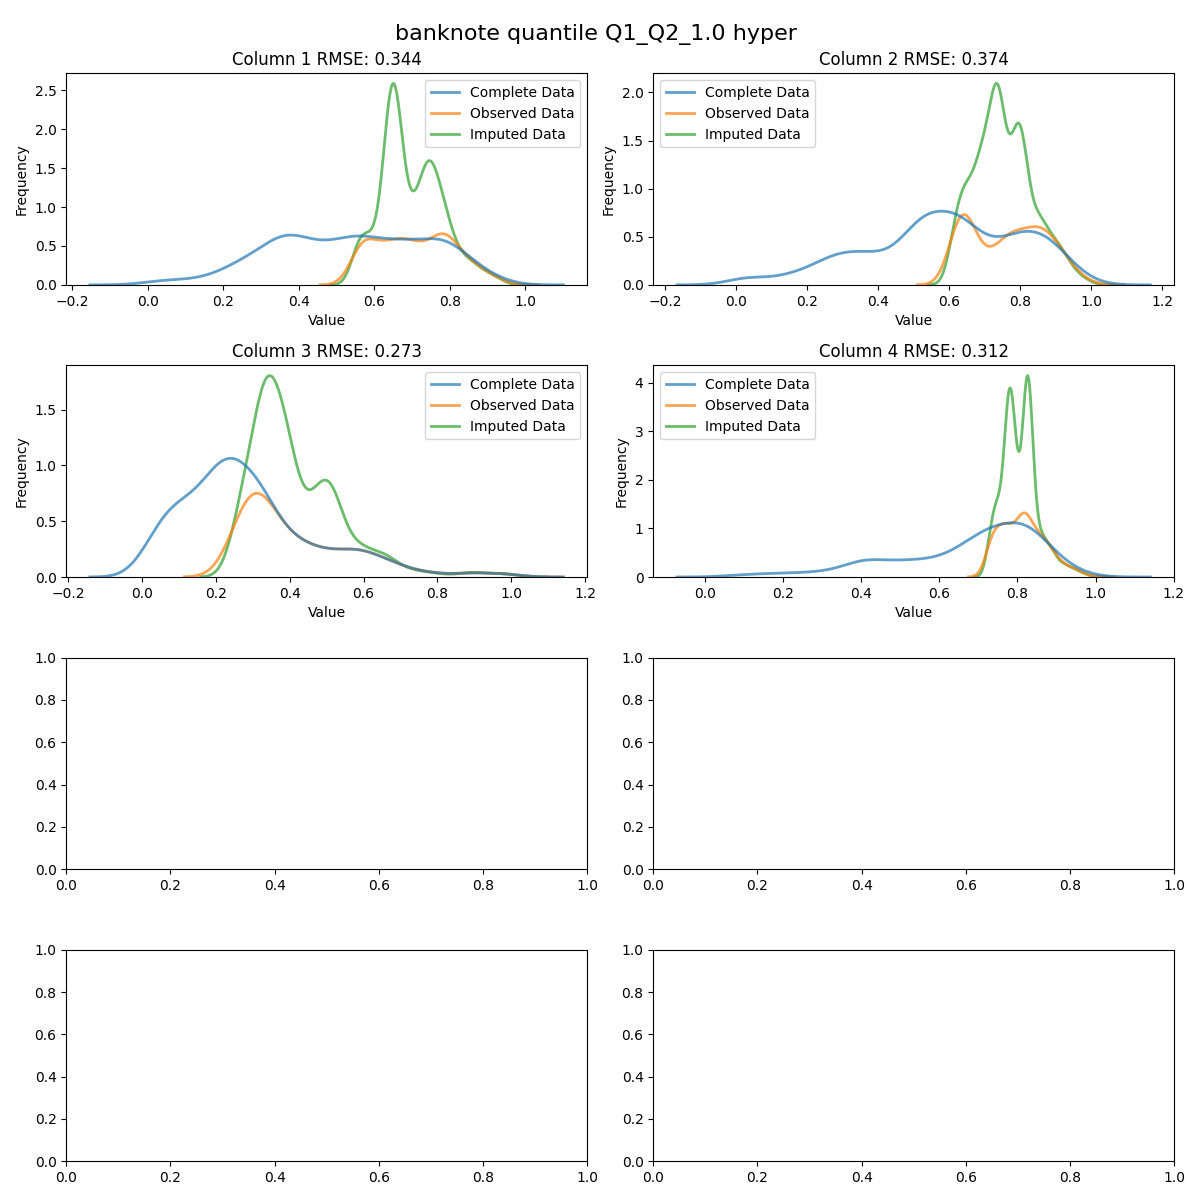 banknote quantile Q1_Q2_1.0 hyper
Column 1 RMSE: 0.344
Frequency
2.5
2.0
1.5
1.0
0.5
0.0
Complete Data
Observed Data
Imputed Data
−0.2 0.0 0.2 0.4 0.6 0.8 1.0
Value
Column 2 RMSE: 0.374
Frequency
2.0
1.5
1.0
0.5
0.0
Complete Data
Observed Data
Imputed Data
−0.2 0.0 0.2 0.4 0.6 0.8 1.0 1.2
Value
Column 3 RMSE: 0.273
Frequency
1.5
1.0
0.5
0.0
Complete Data
Observed Data
Imputed Data
−0.2 0.0 0.2 0.4 0.6 0.8 1.0 1.2
Value
Column 4 RMSE: 0.312
Frequency
4
3
2
1
0
Complete Data
Observed Data
Imputed Data
0.0 0.2 0.4 0.6 0.8 1.0 1.2
Value
1.0
0.8
0.6
0.4
0.2
0.0
0.0 0.2 0.4 0.6 0.8 1.0
1.0
0.8
0.6
0.4
0.2
0.0
0.0 0.2 0.4 0.6 0.8 1.0
1.0
0.8
0.6
0.4
0.2
0.0
0.0 0.2 0.4 0.6 0.8 1.0
1.0
0.8
0.6
0.4
0.2
0.0
0.0 0.2 0.4 0.6 0.8 1.0